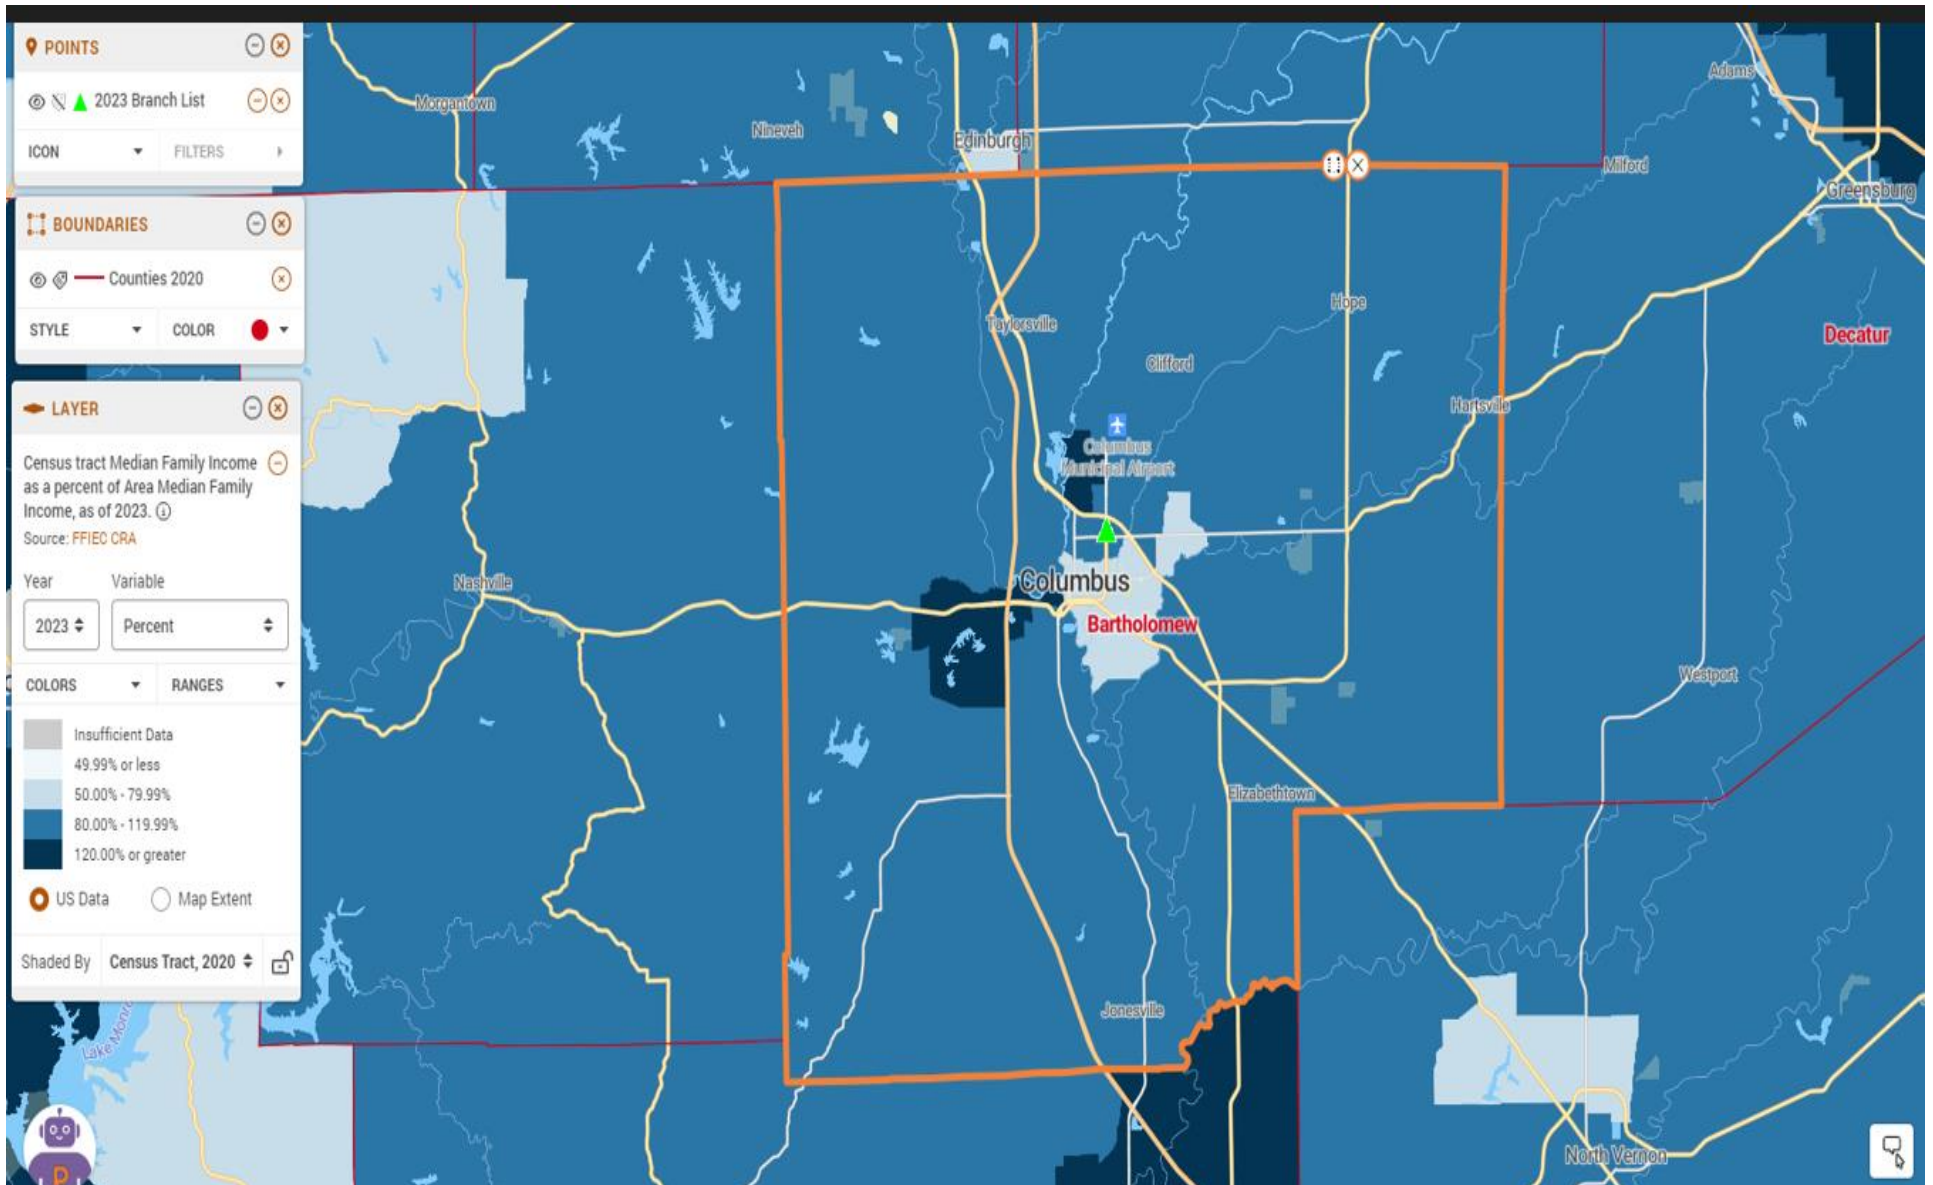 POINTS
2023 Branch List
ICON
FILTERS
BOUNDARIES
Counties 2020
STYLE
COLOR
LAYER
Census tract Median Family Income
as a percent of Area Median Family
Income, as of 2023.
Source: FFIEC CRA
Year
Variable
2023
Percent
COLORS
RANGES
Insufficient Data
49.99% or less
50.00% - 79.99%
80.00% - 119.99%
120.00% or greater
US Data
Map Extent
Shaded By
Census Tract, 2020
Morgantown
Nineveh
Edinburgh
Adams
Milford
Greensburg
Taylorsville
Hope
Decatur
Clifford
Hartsville
Columbus
Municipal Airport
Nashville
Columbus
Bartholomew
Westport
Elizabethtown
Jonesville
Lake
North Vernon